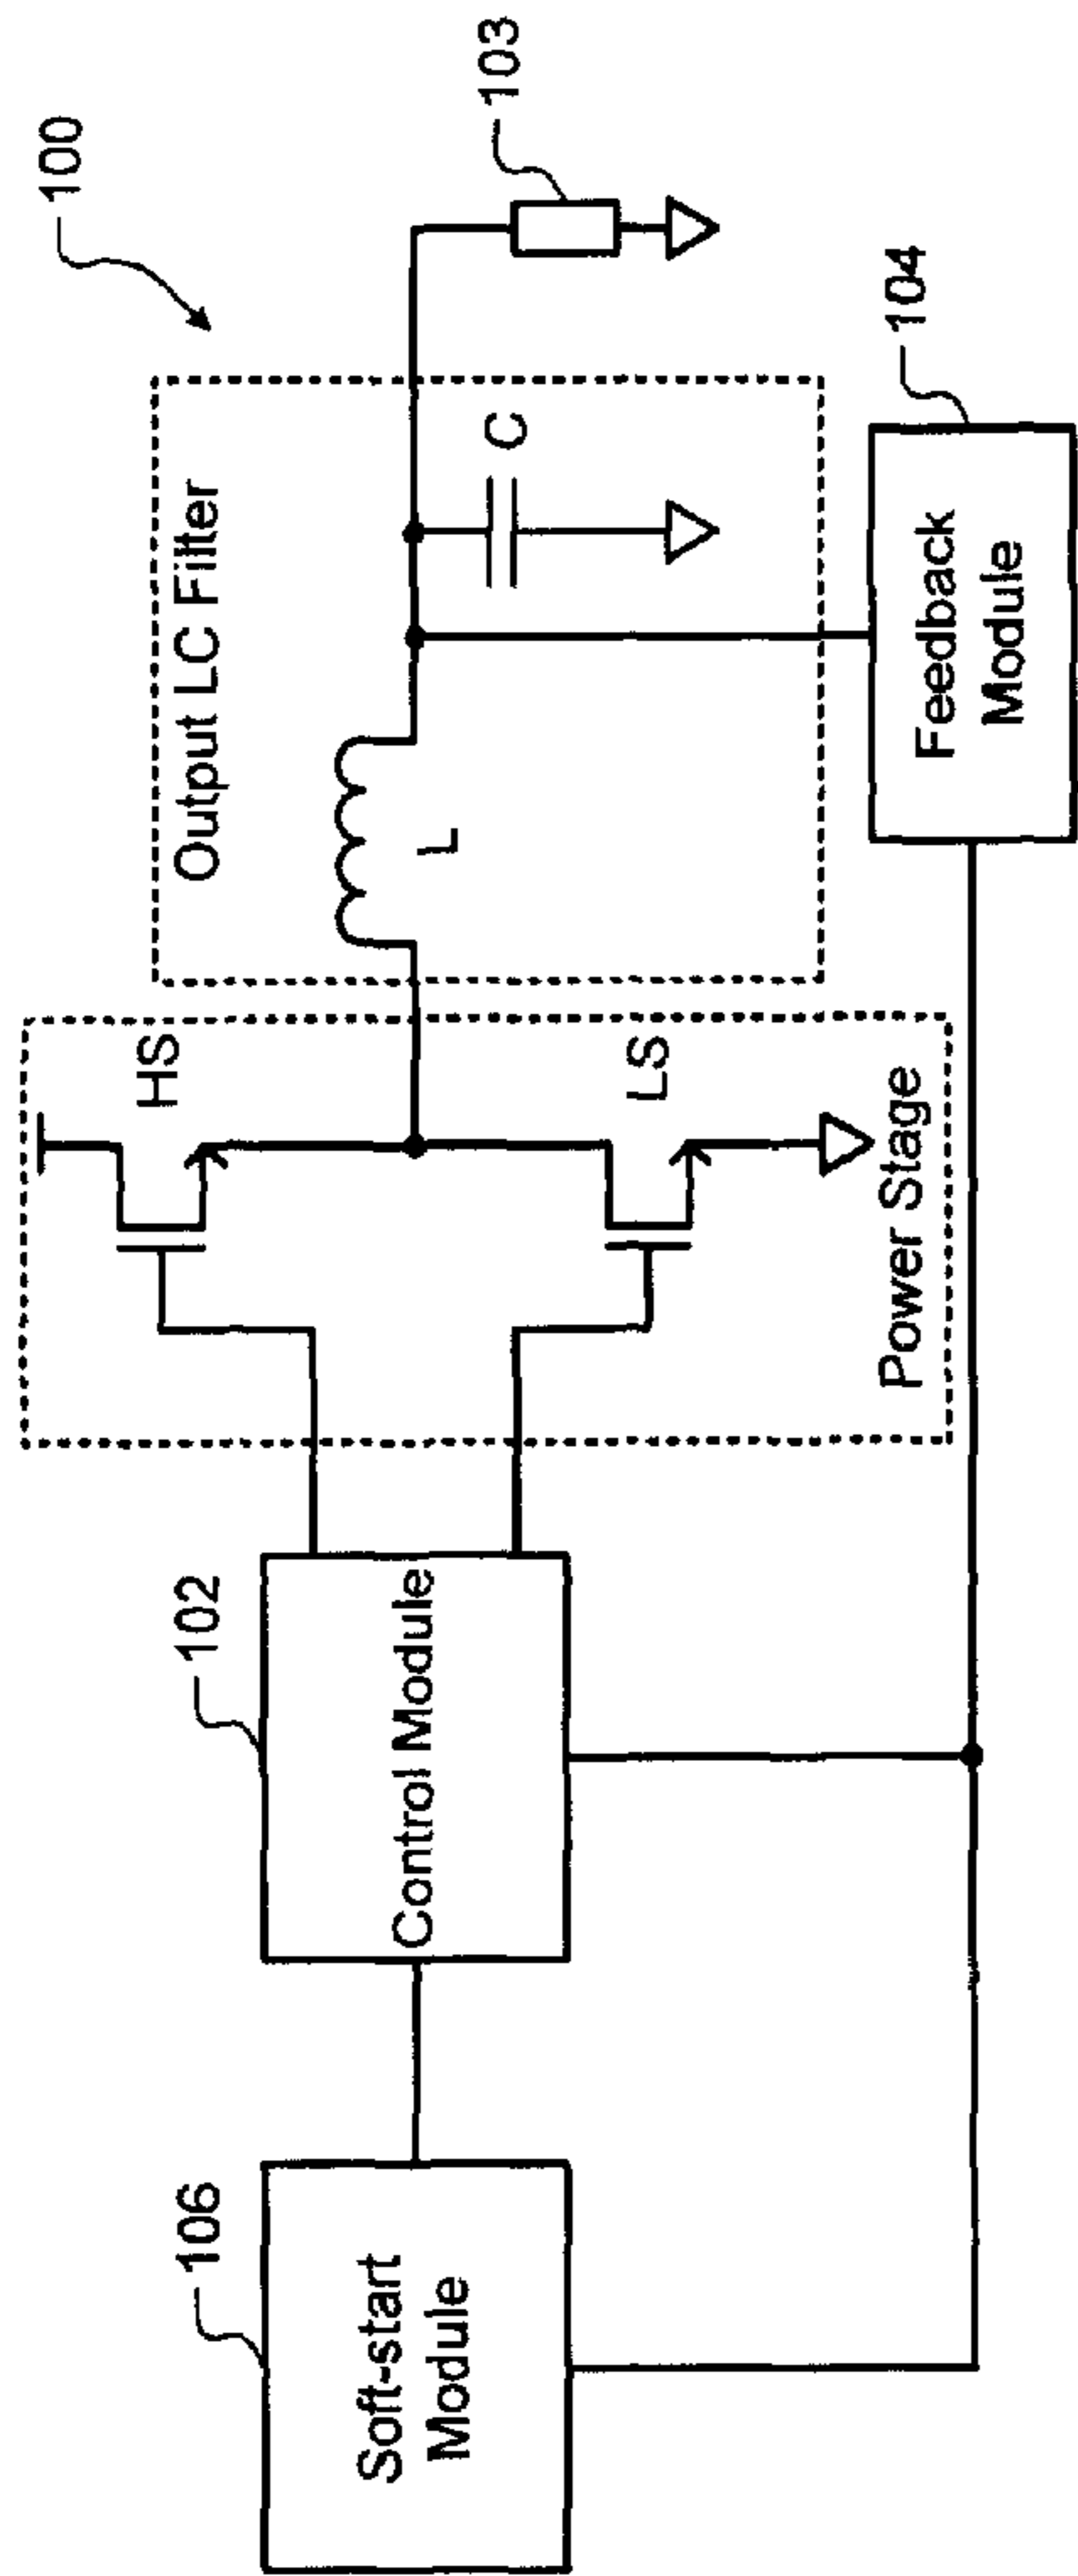 100
Output LC Filter
HS
L
C
103
102
106
Soft-start
Module
Control Module
LS
Power Stage
104
Feedback
Module